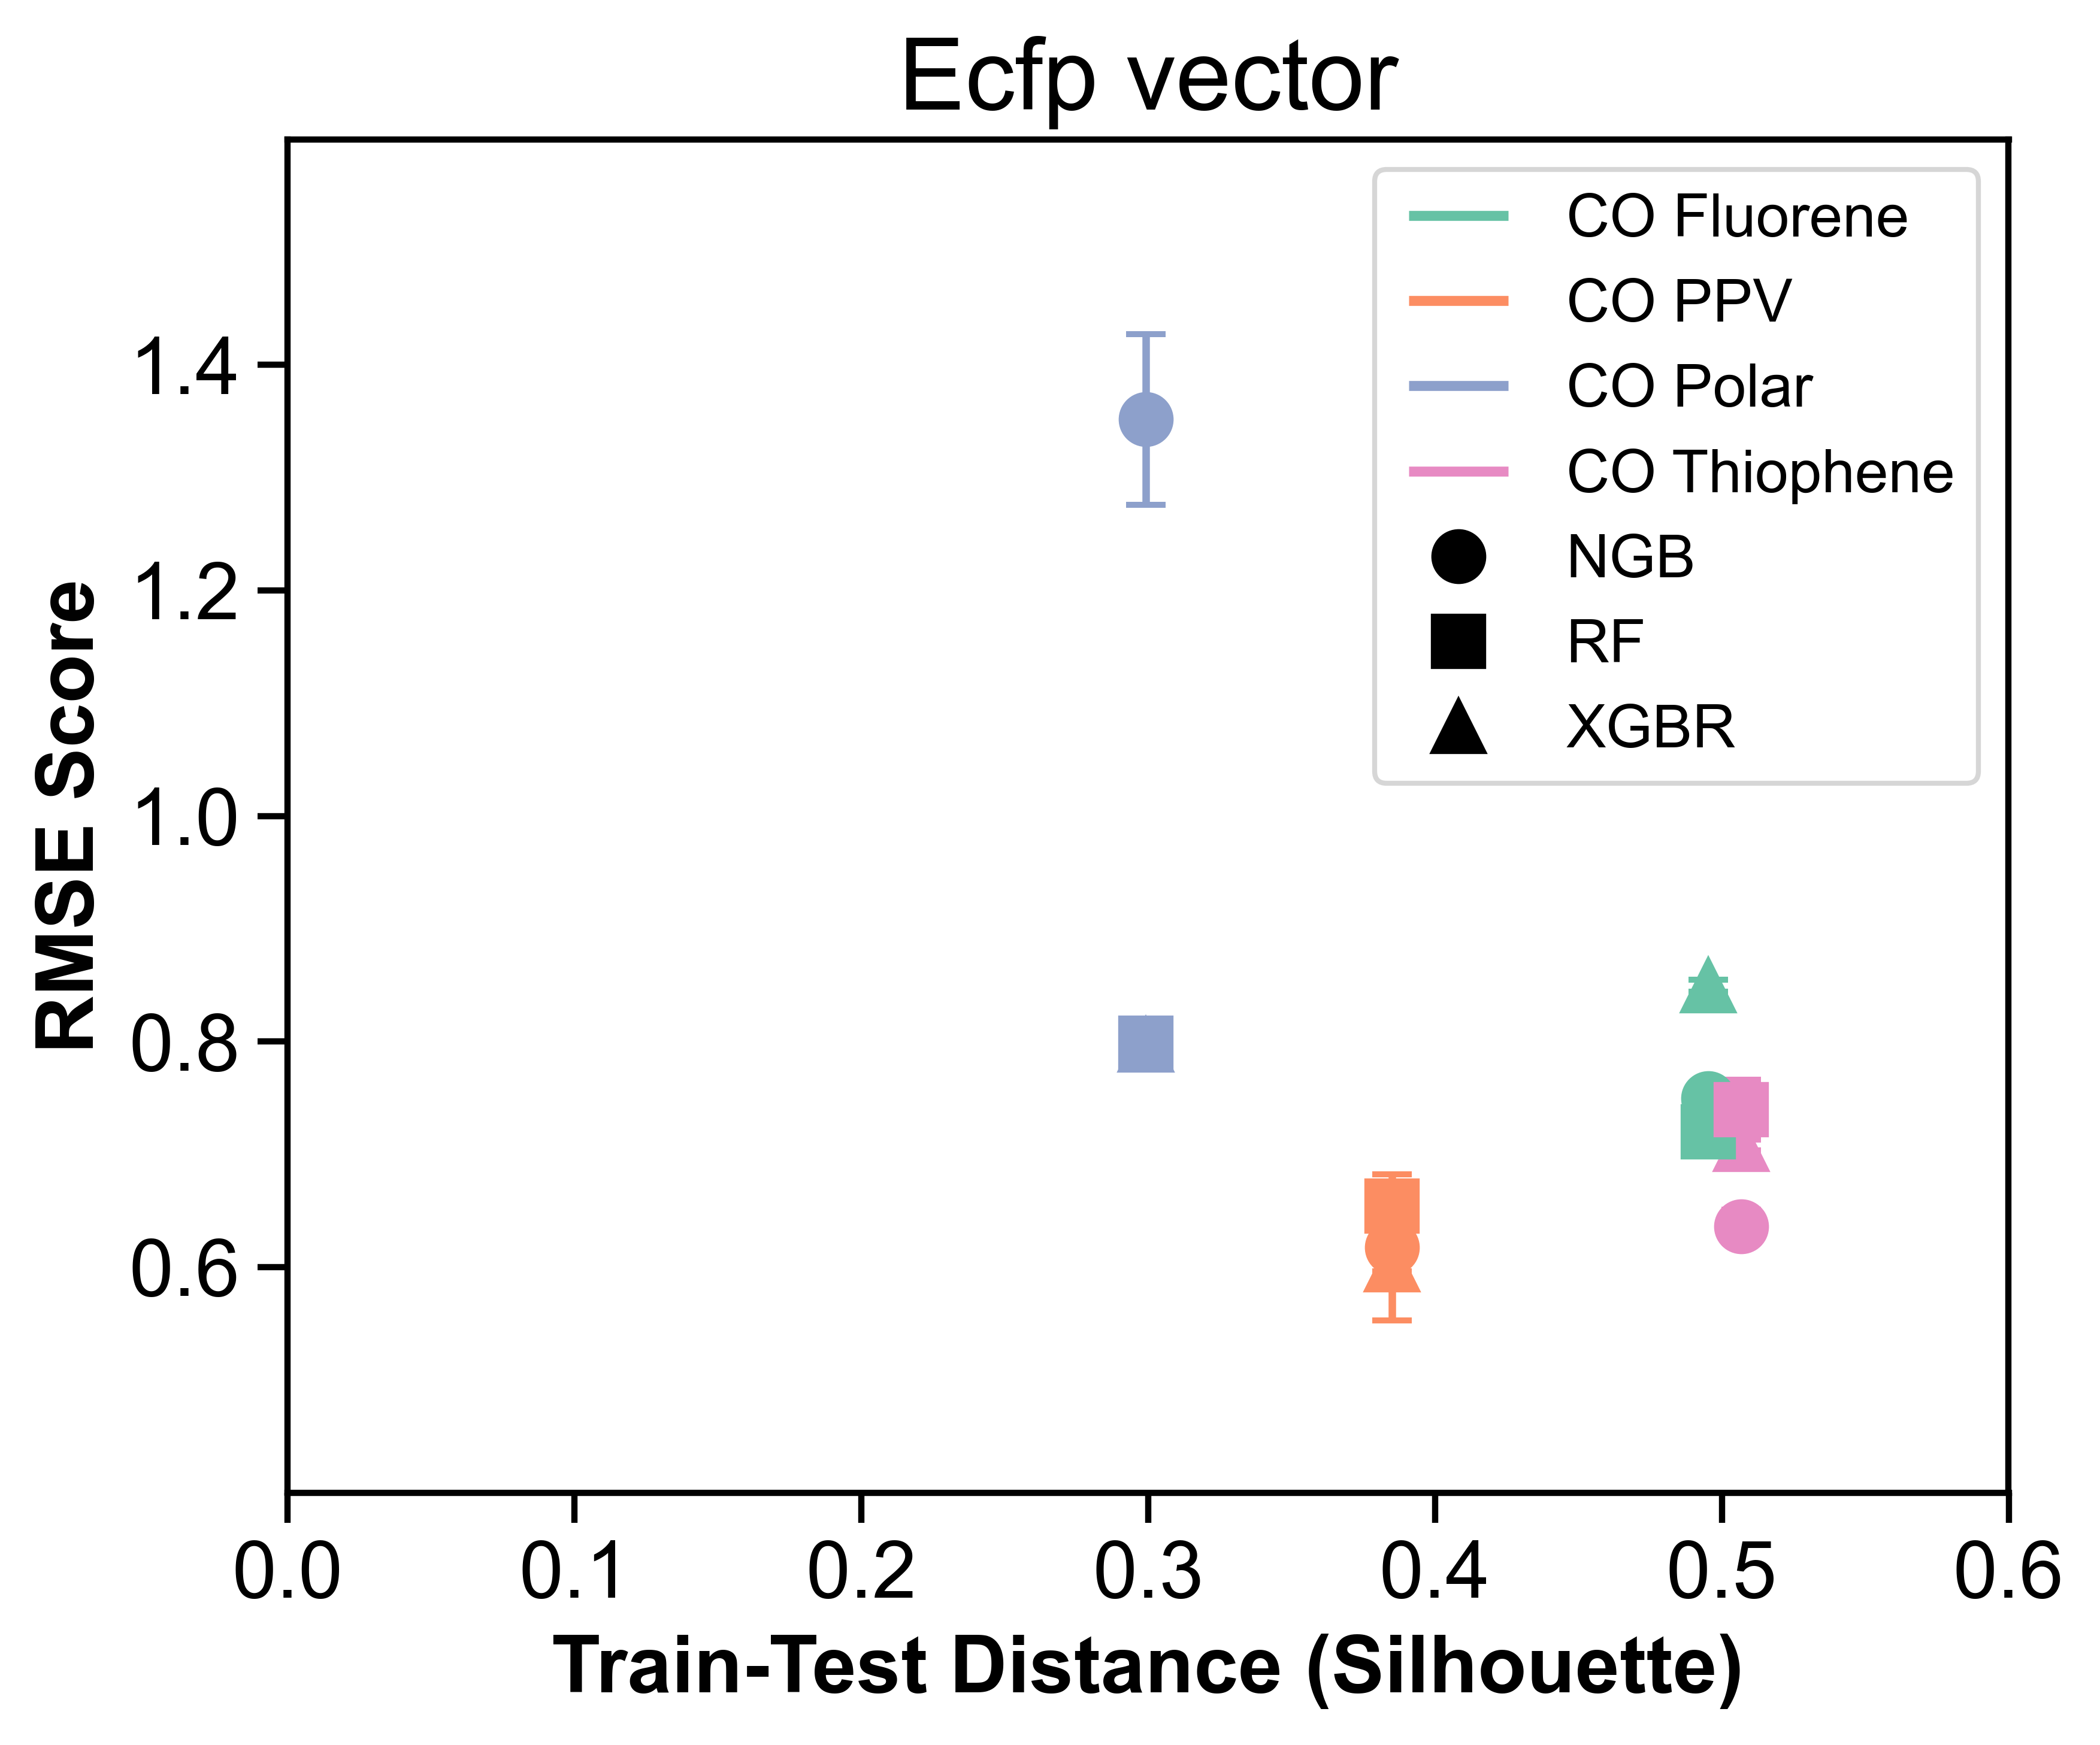 Ecfp vector
CO Fluorene
CO PPV
CO Polar
CO Thiophene
NGB
RF
XGBR
RMSE Score
1.4
1.2
1.0
0.8
0.6
0.0 0.1 0.2 0.3 0.4 0.5 0.6
Train-Test Distance (Silhouette)